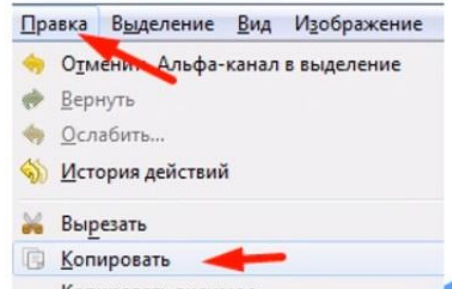 Правка Выделение Вид Изображение
Отменить Альфа-канал в выделение
Вернуть
Ослабить...
История действий
Вырезать
Копировать